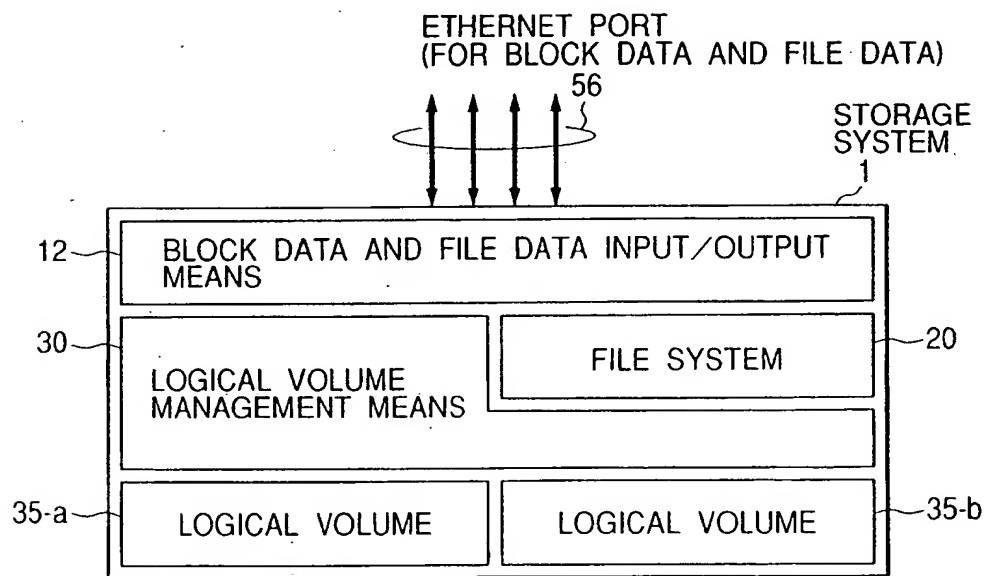 ETHERNET PORT
(FOR BLOCK DATA AND FILE DATA)
56
STORAGE
SYSTEM
1
12
BLOCK DATA AND FILE DATA INPUT/OUTPUT
MEANS
30
LOGICAL VOLUME
MANAGEMENT MEANS
FILE SYSTEM
20
35-a
LOGICAL VOLUME
LOGICAL VOLUME
35-b